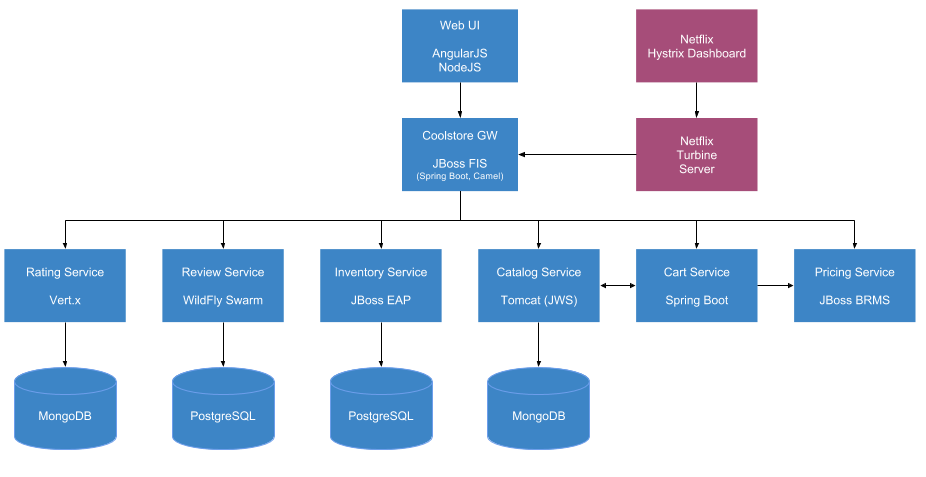 Web UI
AngularJS
NodeJS
Netflix
Hystrix Dashboard
Coolstore GW
JBoss FIS
(Spring Boot, Camel)
Netflix
Turbine
Server
Rating Service
Vert.x
Review Service
WildFly Swarm
Inventory Service
JBoss EAP
Catalog Service
Tomcat (JWS)
Cart Service
Spring Boot
Pricing Service
JBoss BRMS
MongoDB
PostgreSQL
PostgreSQL
MongoDB